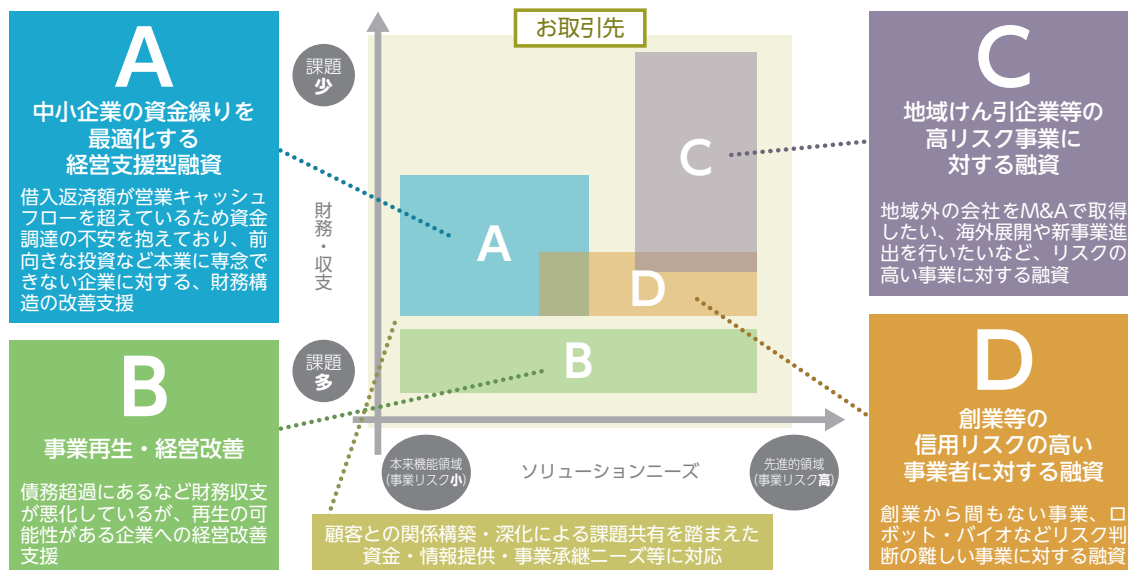 A
中小企業の資金繰りを
最適化する
経営支援型融資
借入返済額が営業キャッシュ
フローを超えているため資金
調達の不安を抱えており、前
向きな投資など本業に専念で
きない企業に対する、財務構
造の改善支援
B
事業再生・経営改善
債務超過にあるなど財務収支
が悪化しているが、再生の可
能性がある企業への経営改善
支援
お取引先
課題
少
財務・収支
課題
多
A
C
D
B
本来機能領域
(事業リスク小)
ソリューションニーズ
先進的領域
(事業リスク高)
顧客との関係構築・深化による課題共有を踏まえた
資金・情報提供・事業承継ニーズ等に対応
C
地域けん引企業等の
高リスク事業に
対する融資
地域外の会社をM&Aで取得
したい、海外展開や新事業進
出を行いたいなど、リスクの
高い事業に対する融資
D
創業等の
信用リスクの高い
事業者に対する融資
創業から間もない事業、ロ
ボット・バイオなどリスク判
断の難しい事業に対する融資